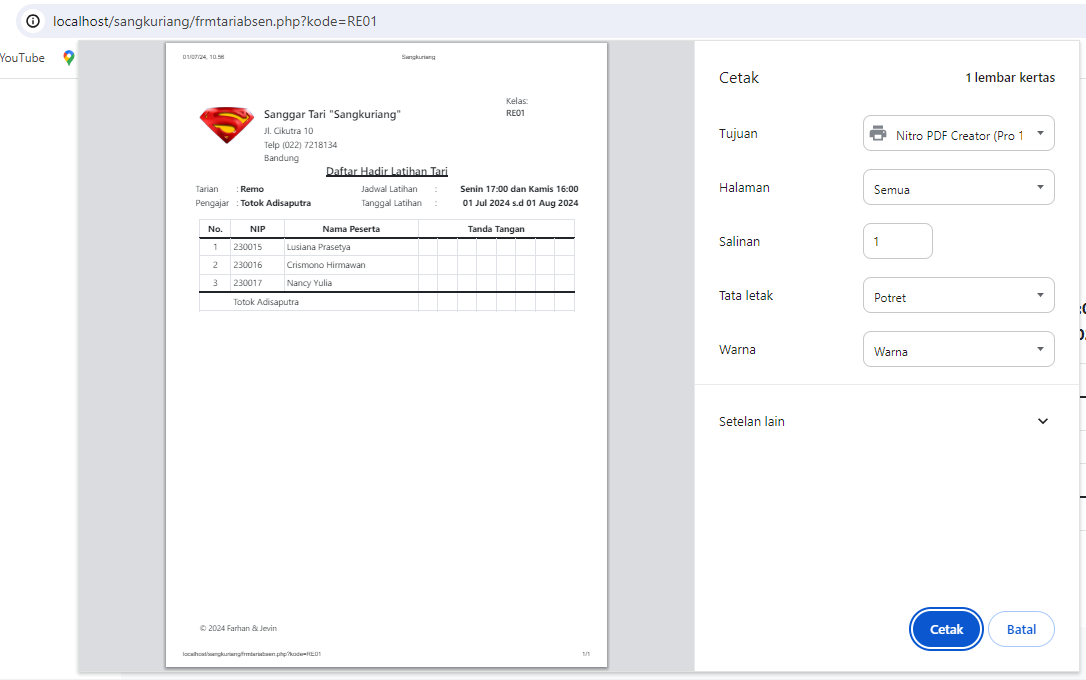 localhost/sangkuriang/frmtariabsen.php?kode=RE01
YouTube
01/07/24, 10.56 Sangkuriang
Kelas:
RE01
Sanggar Tari "Sangkuriang"
Jl. Cikutra 10
Telp (022) 7218134
Bandung
Daftar Hadir Latihan Tari
Tarian : Remo Jadwal Latihan : Senin 17:00 dan Kamis 16:00
Pengajar : Totok Adisaputra Tanggal Latihan : 01 Jul 2024 s.d 01 Aug 2024
No. NIP Nama Peserta Tanda Tangan
1 230015 Lusiana Prasetya
2 230016 Crismono Hirmawan
3 230017 Nancy Yulia
Totok Adisaputra
© 2024 Farhan & Jevin
localhost/sangkuriang/frmtariabsen.php?kode=RE01 1/1
Cetak 1 lembar kertas
Tujuan Nitro PDF Creator (Pro 1
Halaman Semua
Salinan 1
Tata letak Potret
Warna Warna
Setelan lain
Cetak Batal